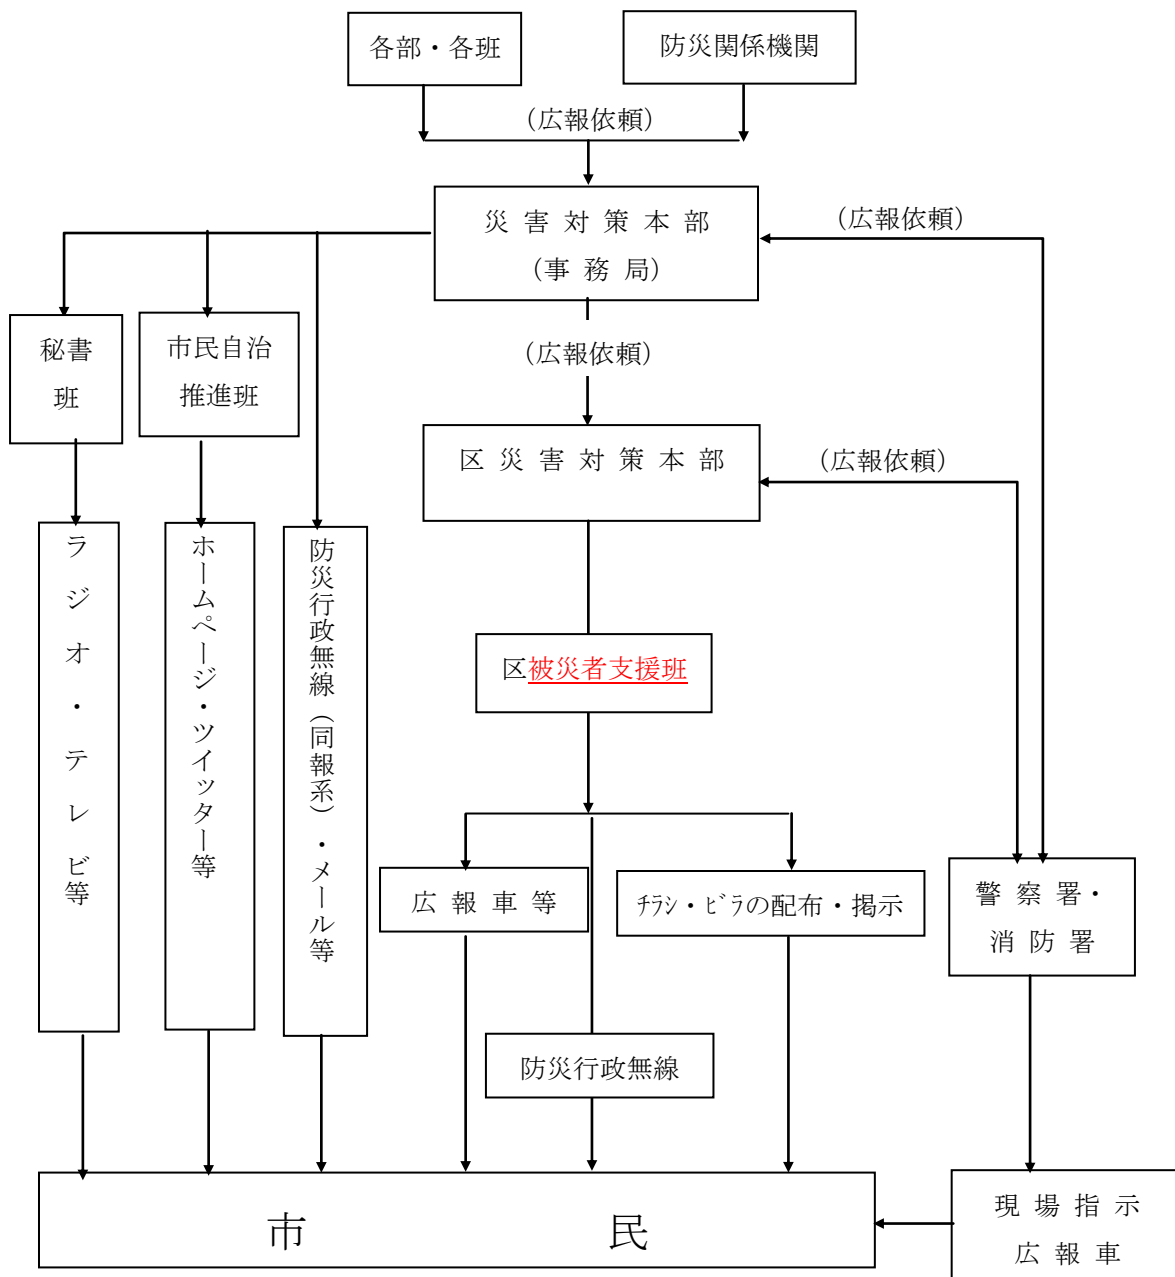 各部・各班
防災関係機関
(広報依頼)
災害対策本部
(事務局)
(広報依頼)
(広報依頼)
秘書
班
市民自治
推進班
区災害対策本部
(広報依頼)
ラジオ・テレビ等
ホームページ・ツイッター等
防災行政無線(同報系)・メール等
区被災者支援班
広報車等
ﾁﾗｼ・ﾋﾞﾗの配布・掲示
警察署・
消防署
防災行政無線
市民
現場指示
広報車